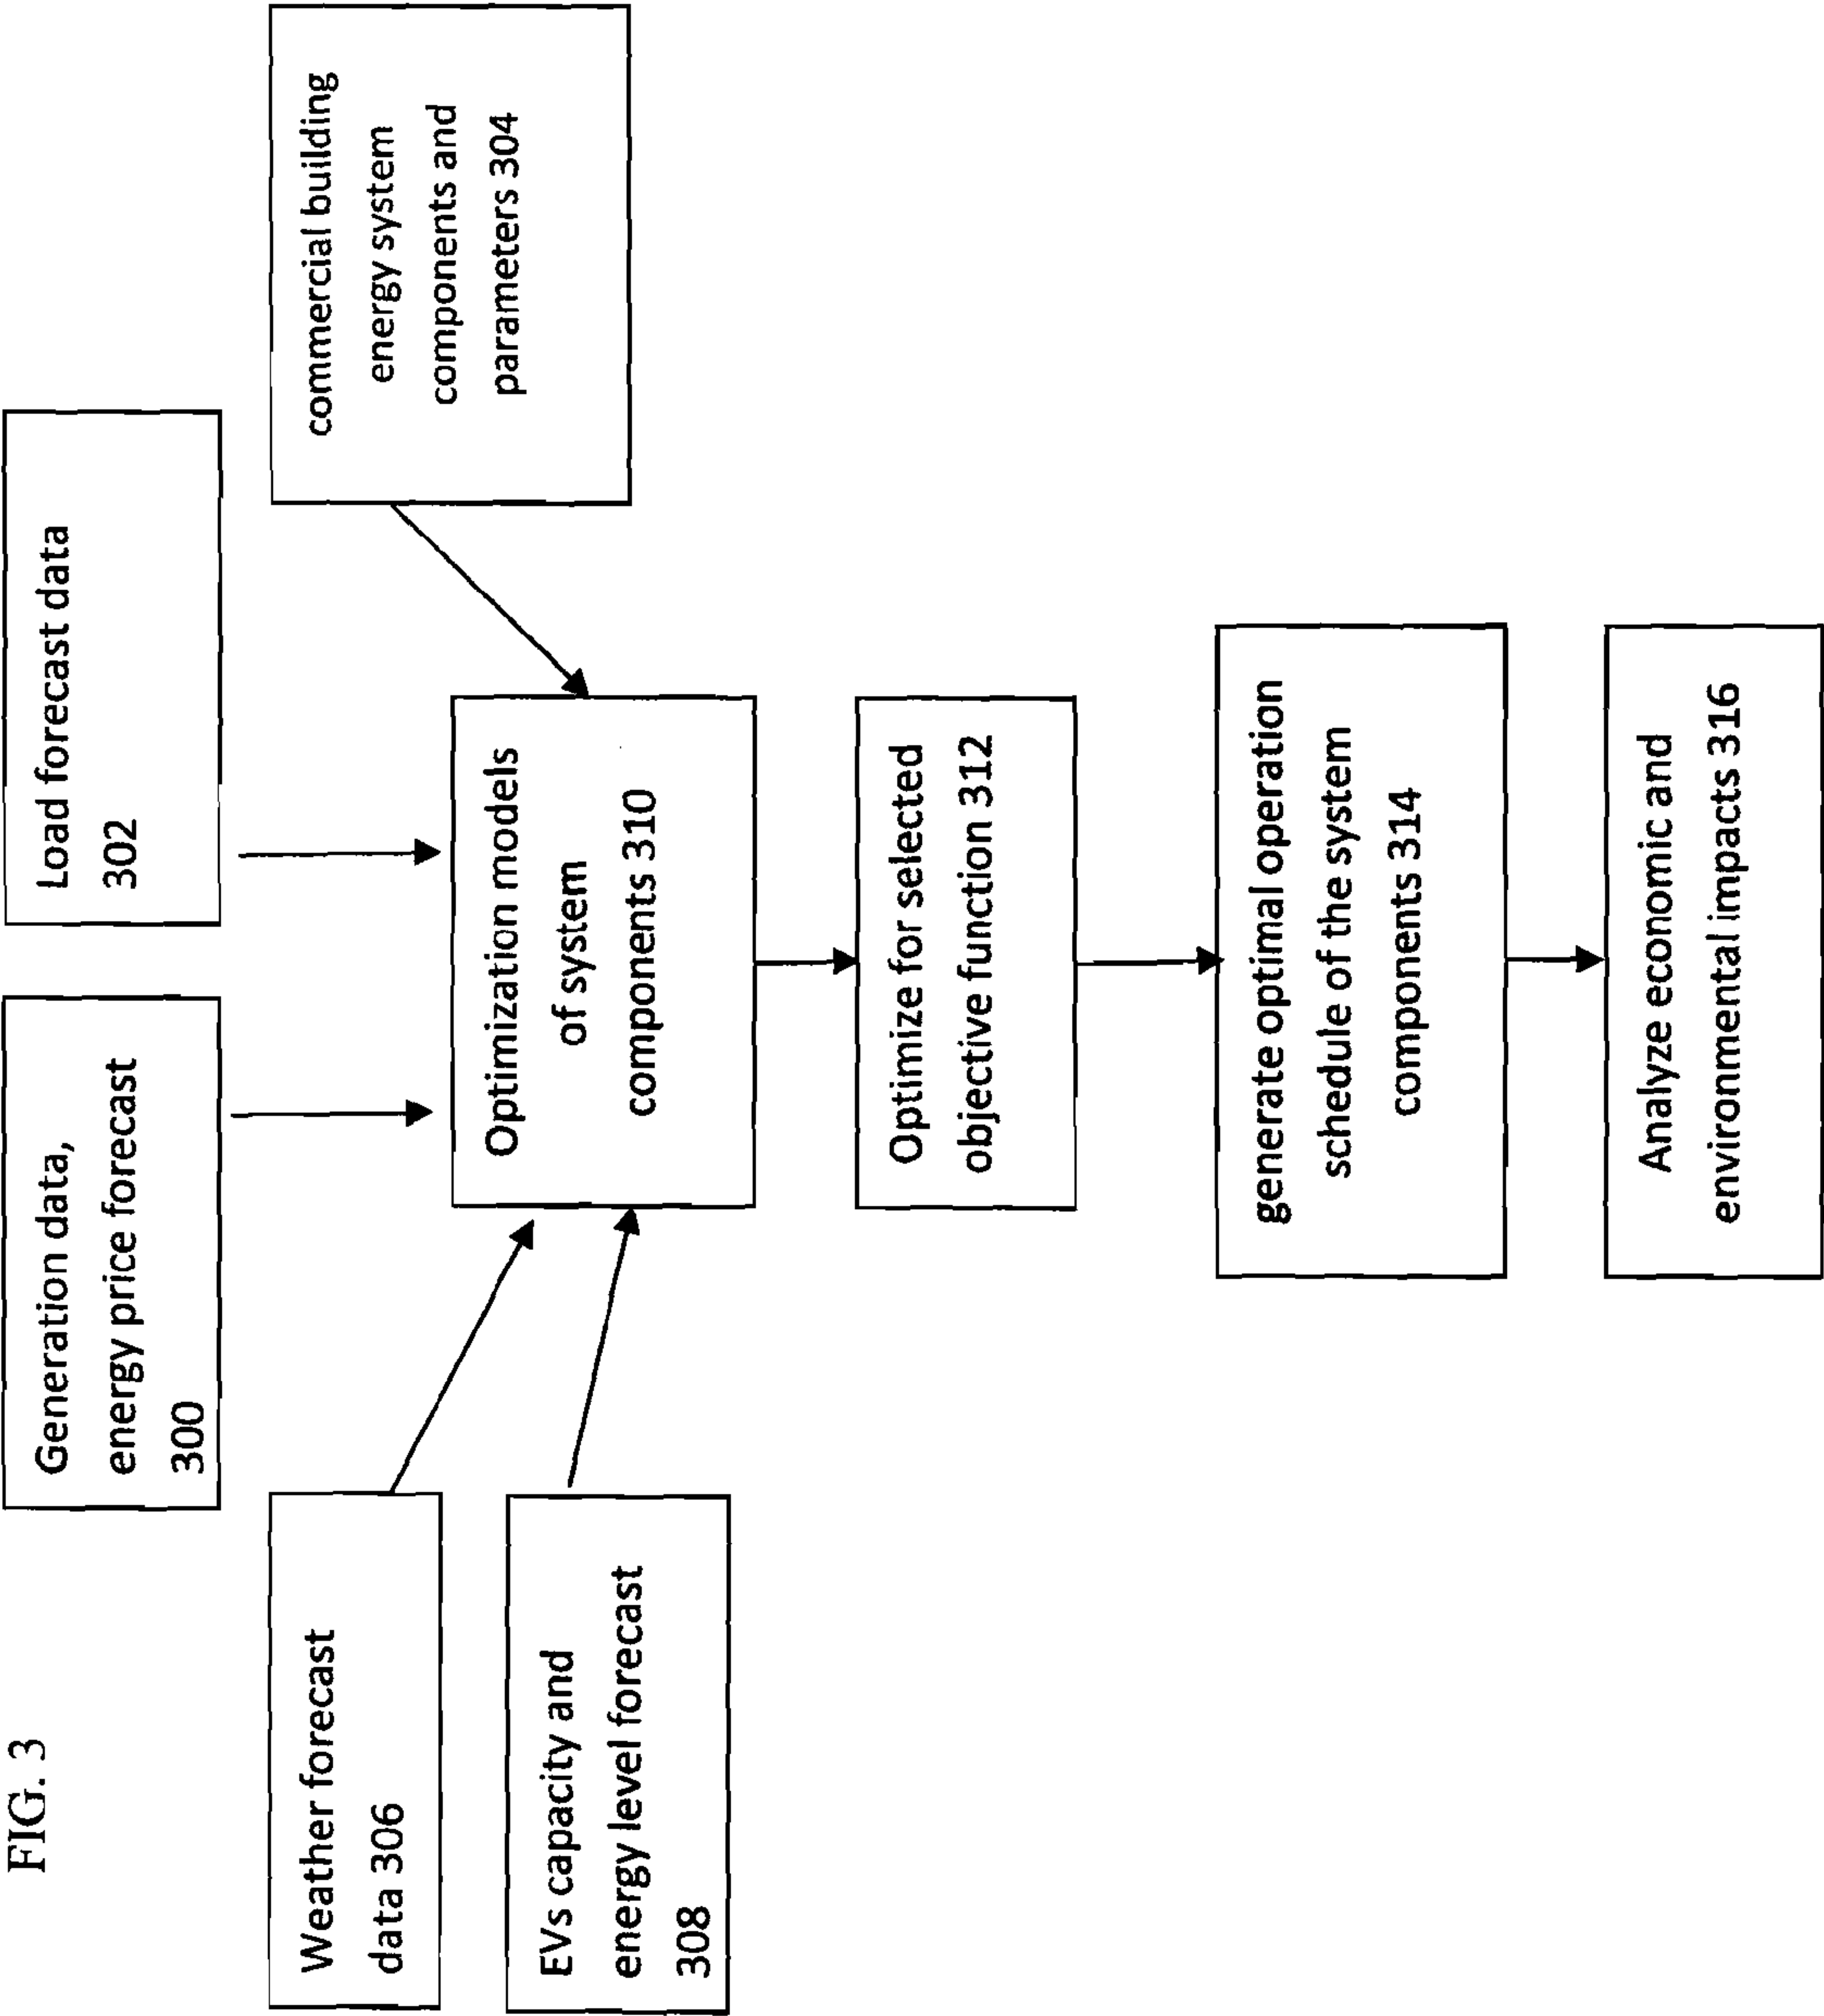 FIG. 3
Generation data,
energy price forecast
300
Load forecast data
302
Weather forecast
data 306
commercial building
energy system
components and
parameters 304
EVs capacity and
energy level forecast
308
Optimization models
of system
components 310
Optimize for selected
objective function 312
generate optimal operation
schedule of the system
components 314
Analyze economic and
environmental impacts 316